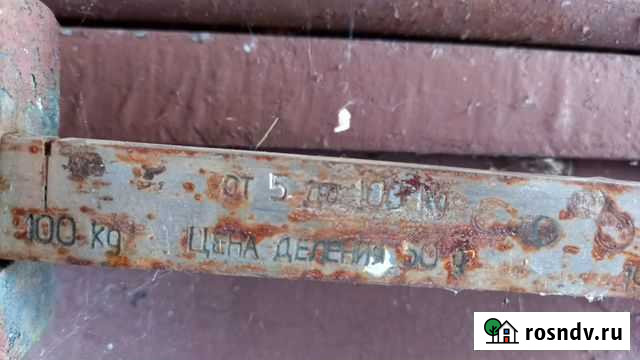 от 5 до 100 kg
100 kg ЦЕНА ДЕЛЕНИЯ 50 g
rosndv.ru